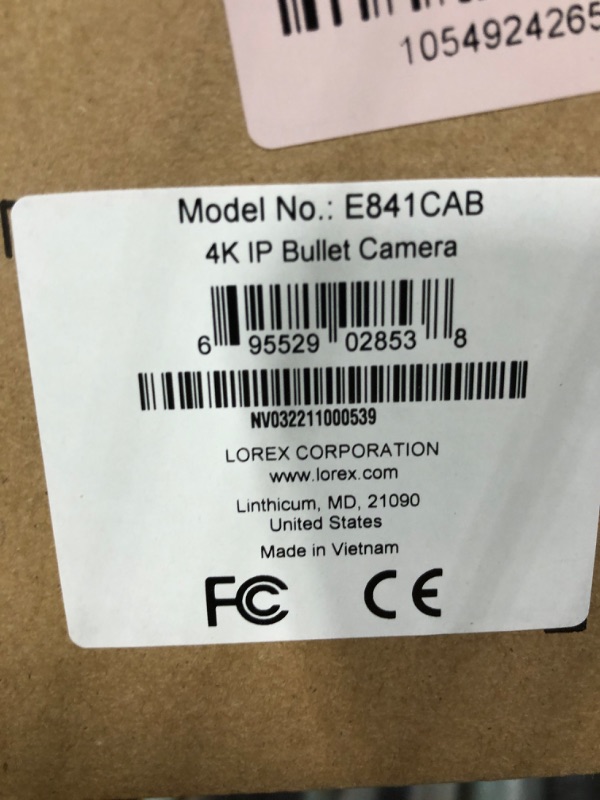 1054924265
Model No.: E841CAB
4K IP Bullet Camera
6 95529 02853 8
NV032211000539
LOREX CORPORATION
www.lorex.com
Linthicum, MD, 21090
United States
Made in Vietnam
FC CE